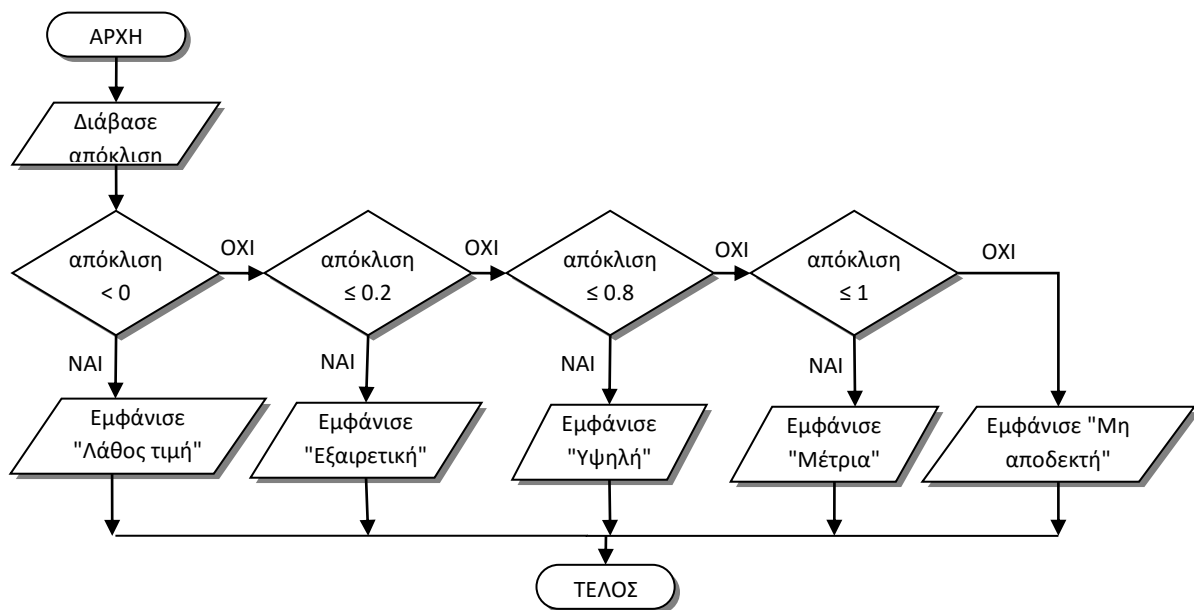 ΑΡΧΗ
Διάβασε
απόκλιση
απόκλιση
< 0
ΟΧΙ
απόκλιση
≤ 0.2
ΟΧΙ
απόκλιση
≤ 0.8
ΟΧΙ
απόκλιση
≤ 1
ΟΧΙ
ΝΑΙ
ΝΑΙ
ΝΑΙ
ΝΑΙ
Εμφάνισε
"Λάθος τιμή"
Εμφάνισε
"Εξαιρετική"
Εμφάνισε
"Υψηλή"
Εμφάνισε
"Μέτρια"
Εμφάνισε "Μη
αποδεκτή"
ΤΕΛΟΣ